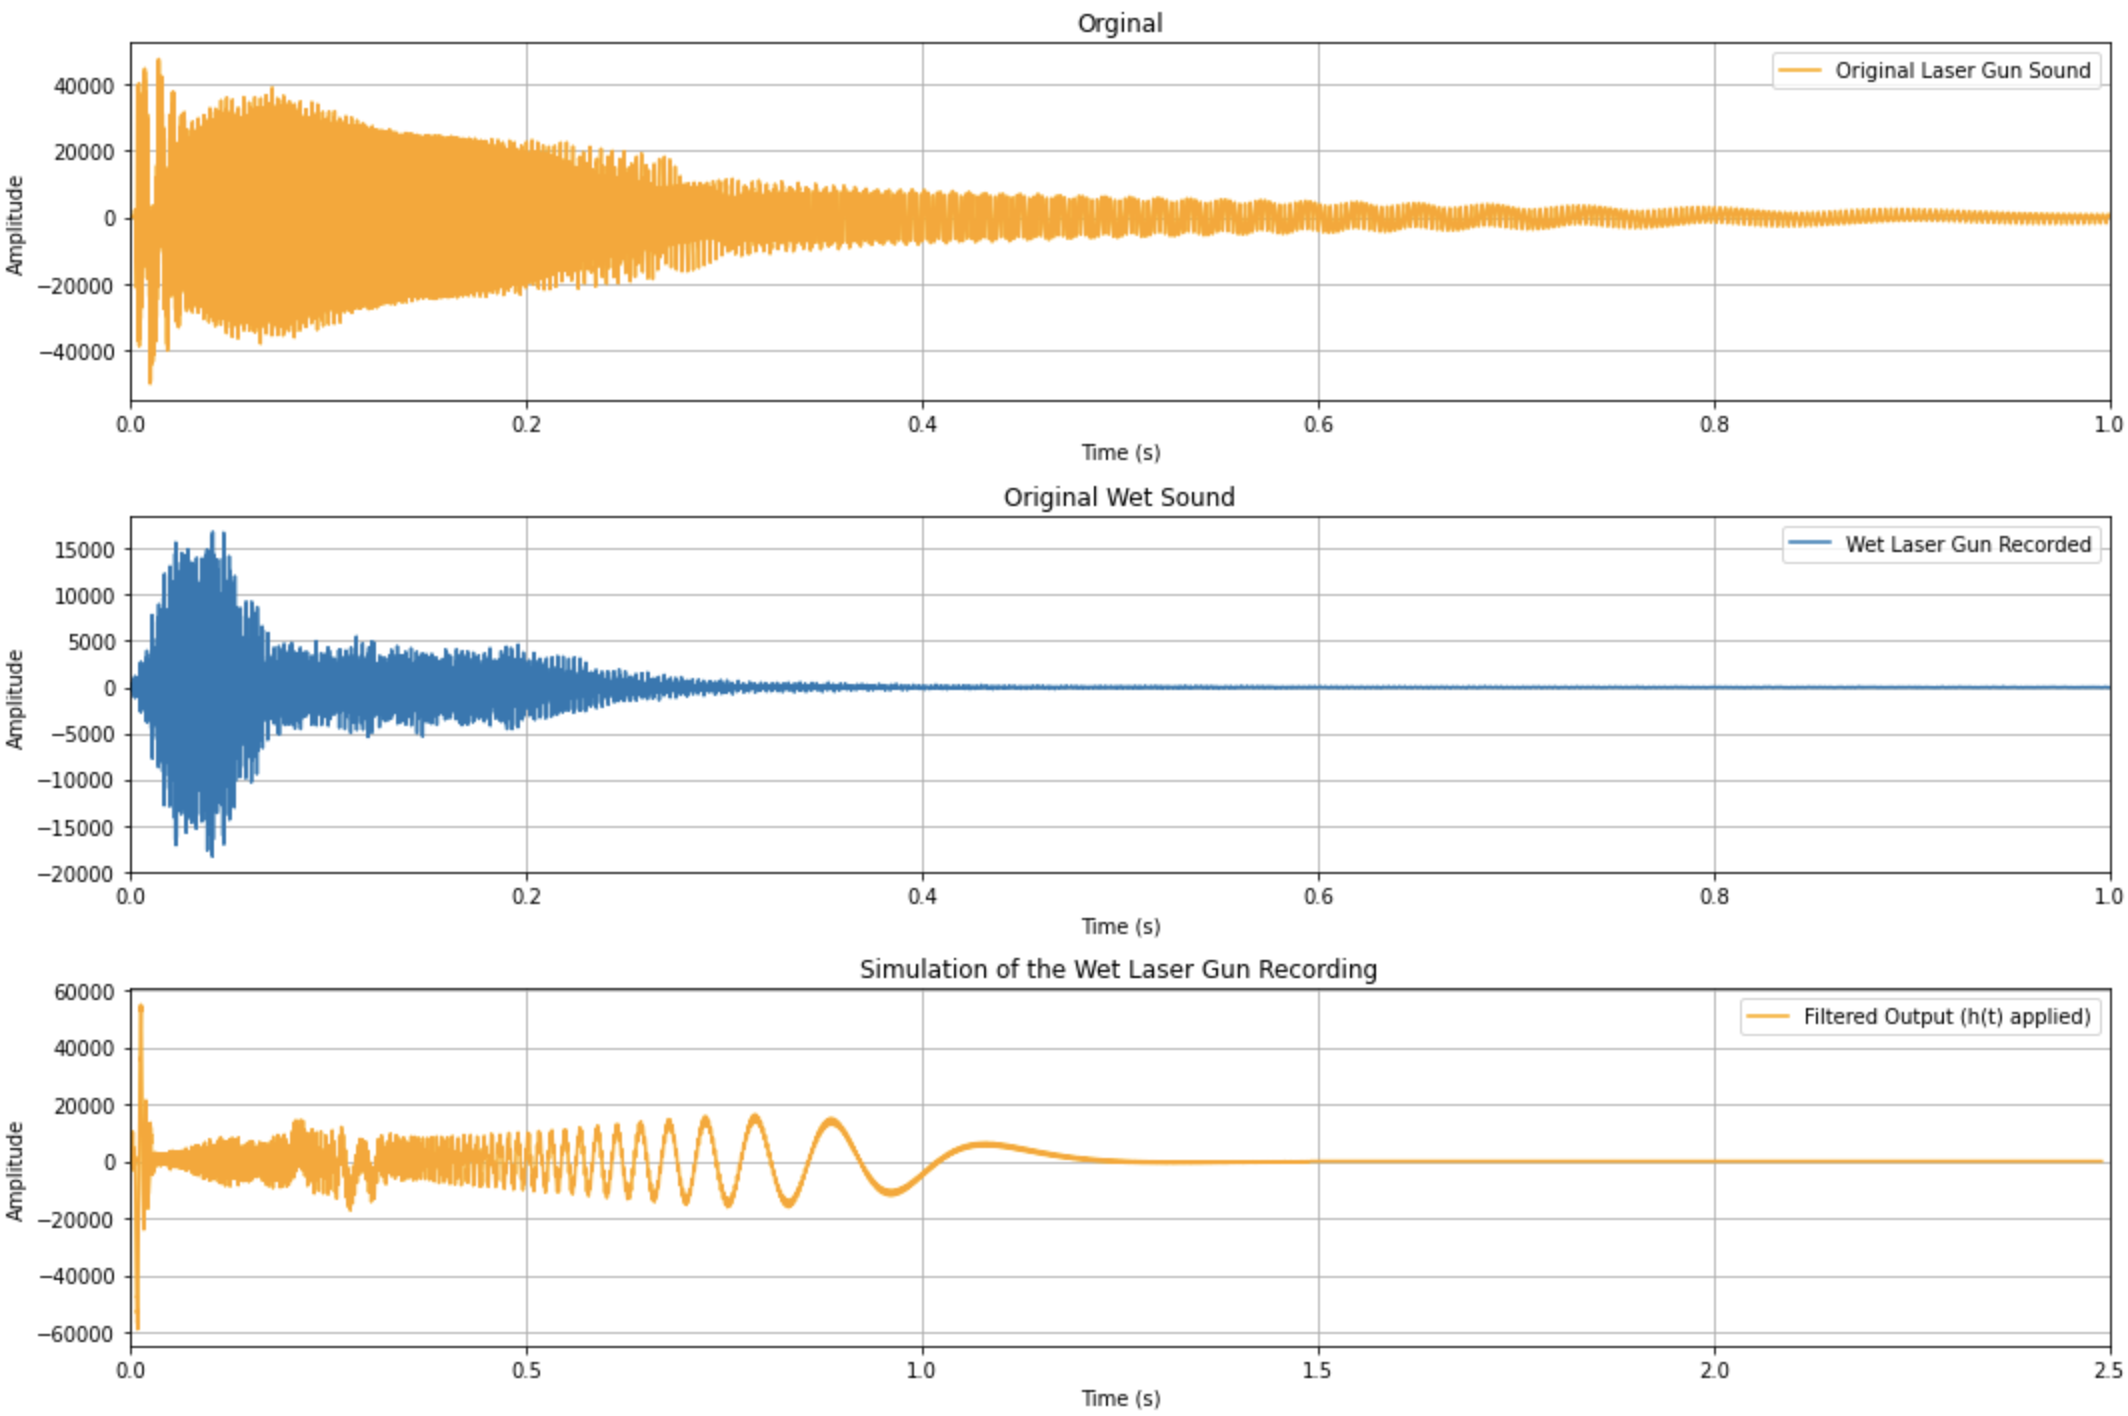 Orginal
Original Laser Gun Sound
40000
20000
0
−20000
−40000
Amplitude
0.0 0.2 0.4 0.6 0.8 1.0
Time (s)
Original Wet Sound
Wet Laser Gun Recorded
15000
10000
5000
0
−5000
−10000
−15000
−20000
Amplitude
0.0 0.2 0.4 0.6 0.8 1.0
Time (s)
Simulation of the Wet Laser Gun Recording
Filtered Output (h(t) applied)
60000
40000
20000
0
−20000
−40000
−60000
Amplitude
0.0 0.5 1.0 1.5 2.0 2.5
Time (s)